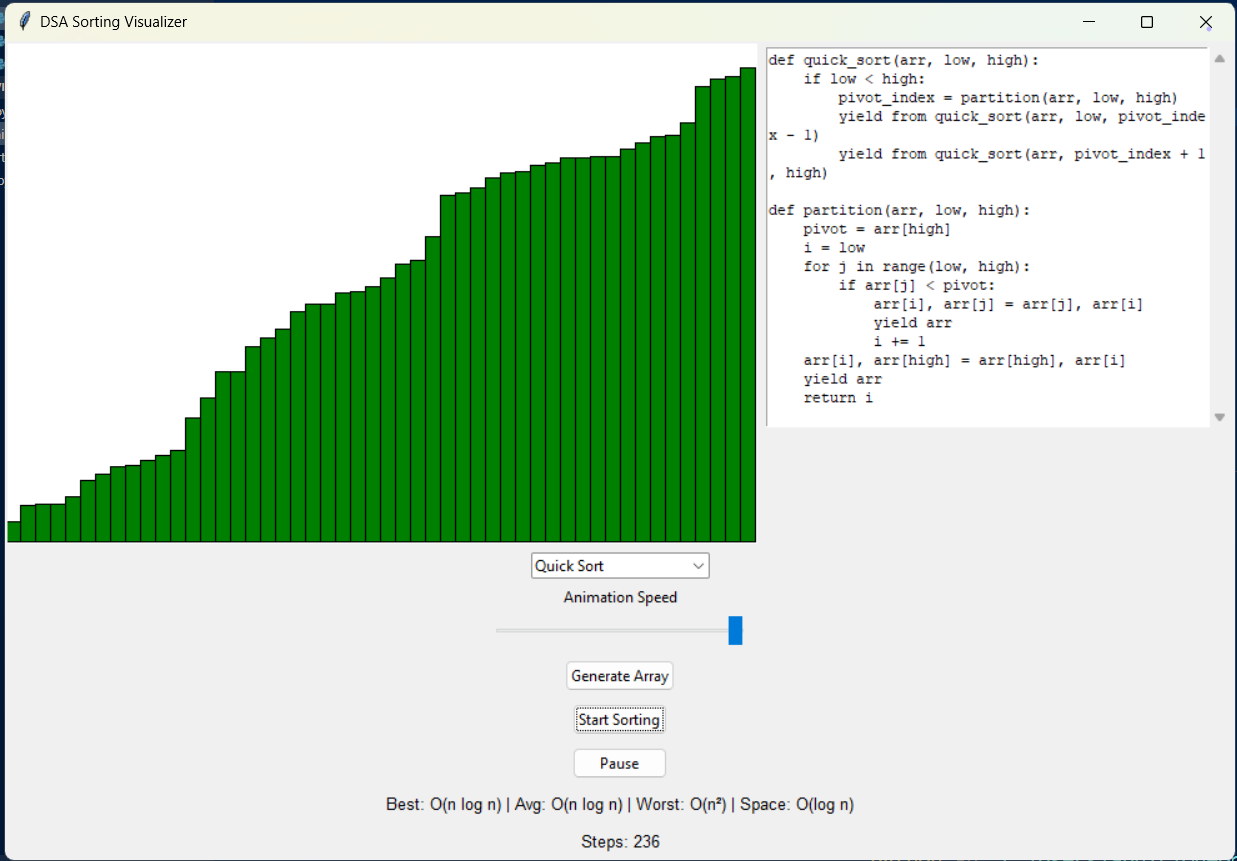 DSA Sorting Visualizer
def quick_sort(arr, low, high):
    if low < high:
        pivot_index = partition(arr, low, high)
        yield from quick_sort(arr, low, pivot_inde
x - 1)
        yield from quick_sort(arr, pivot_index + 1
, high)

def partition(arr, low, high):
    pivot = arr[high]
    i = low
    for j in range(low, high):
        if arr[j] < pivot:
            arr[i], arr[j] = arr[j], arr[i]
            yield arr
            i += 1
    arr[i], arr[high] = arr[high], arr[i]
    yield arr
    return i
Quick Sort
Animation Speed
Generate Array
Start Sorting
Pause
Best: O(n log n) | Avg: O(n log n) | Worst: O(n²) | Space: O(log n)
Steps: 236